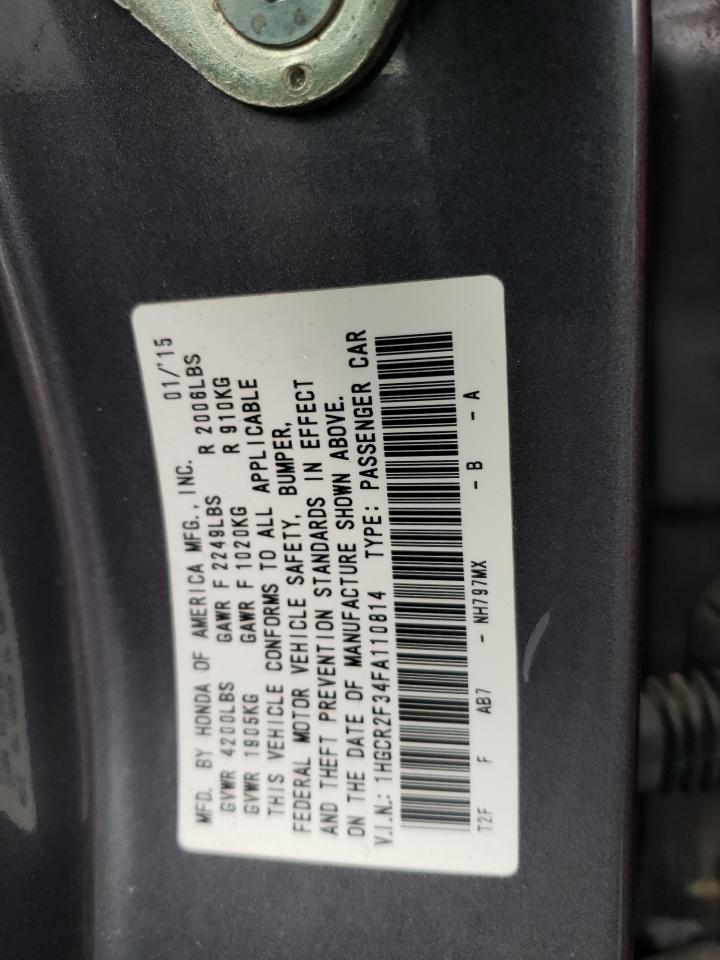 MFD. BY HONDA OF AMERICA MFG., INC. 01/'15
GVWR 4200LBS GAWR F 2249LBS R 2006LBS
GVWR 1905KG GAWR F 1020KG R 910KG
THIS VEHICLE CONFORMS TO ALL APPLICABLE
FEDERAL MOTOR VEHICLE SAFETY, BUMPER,
AND THEFT PREVENTION STANDARDS IN EFFECT
ON THE DATE OF MANUFACTURE SHOWN ABOVE.
V.I.N.: 1HGCR2F34FA110814 TYPE: PASSENGER CAR
T2F F AB7 - NH797MX - B - A